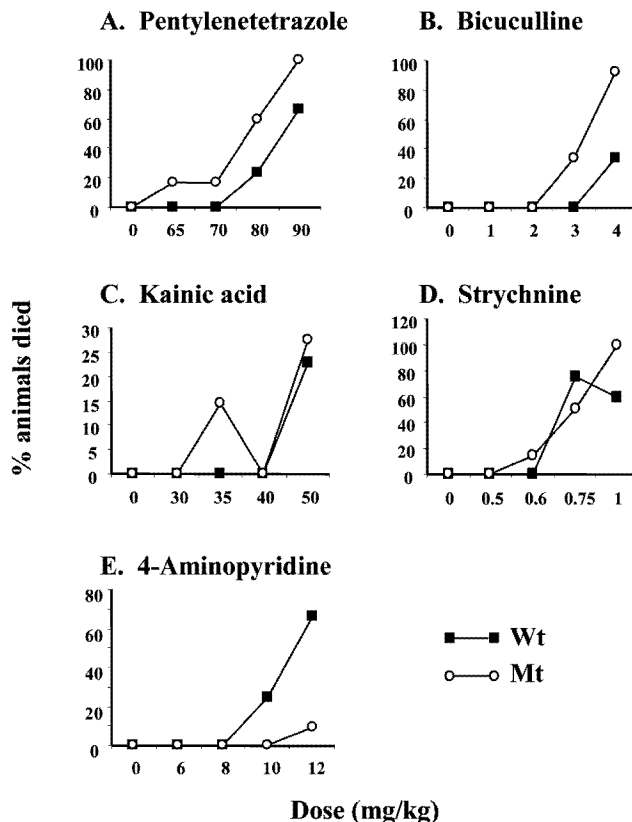 A. Pentylenetetrazole
100
80
60
40
20
0
0 65 70 80 90
B. Bicuculline
100
80
60
40
20
0
0 1 2 3 4
% animals died
C. Kainic acid
30
25
20
15
10
5
0
0 30 35 40 50
D. Strychnine
120
100
80
60
40
20
0
0 0.5 0.6 0.75 1
E. 4-Aminopyridine
80
60
40
20
0
0 6 8 10 12
Wt
Mt
Dose (mg/kg)